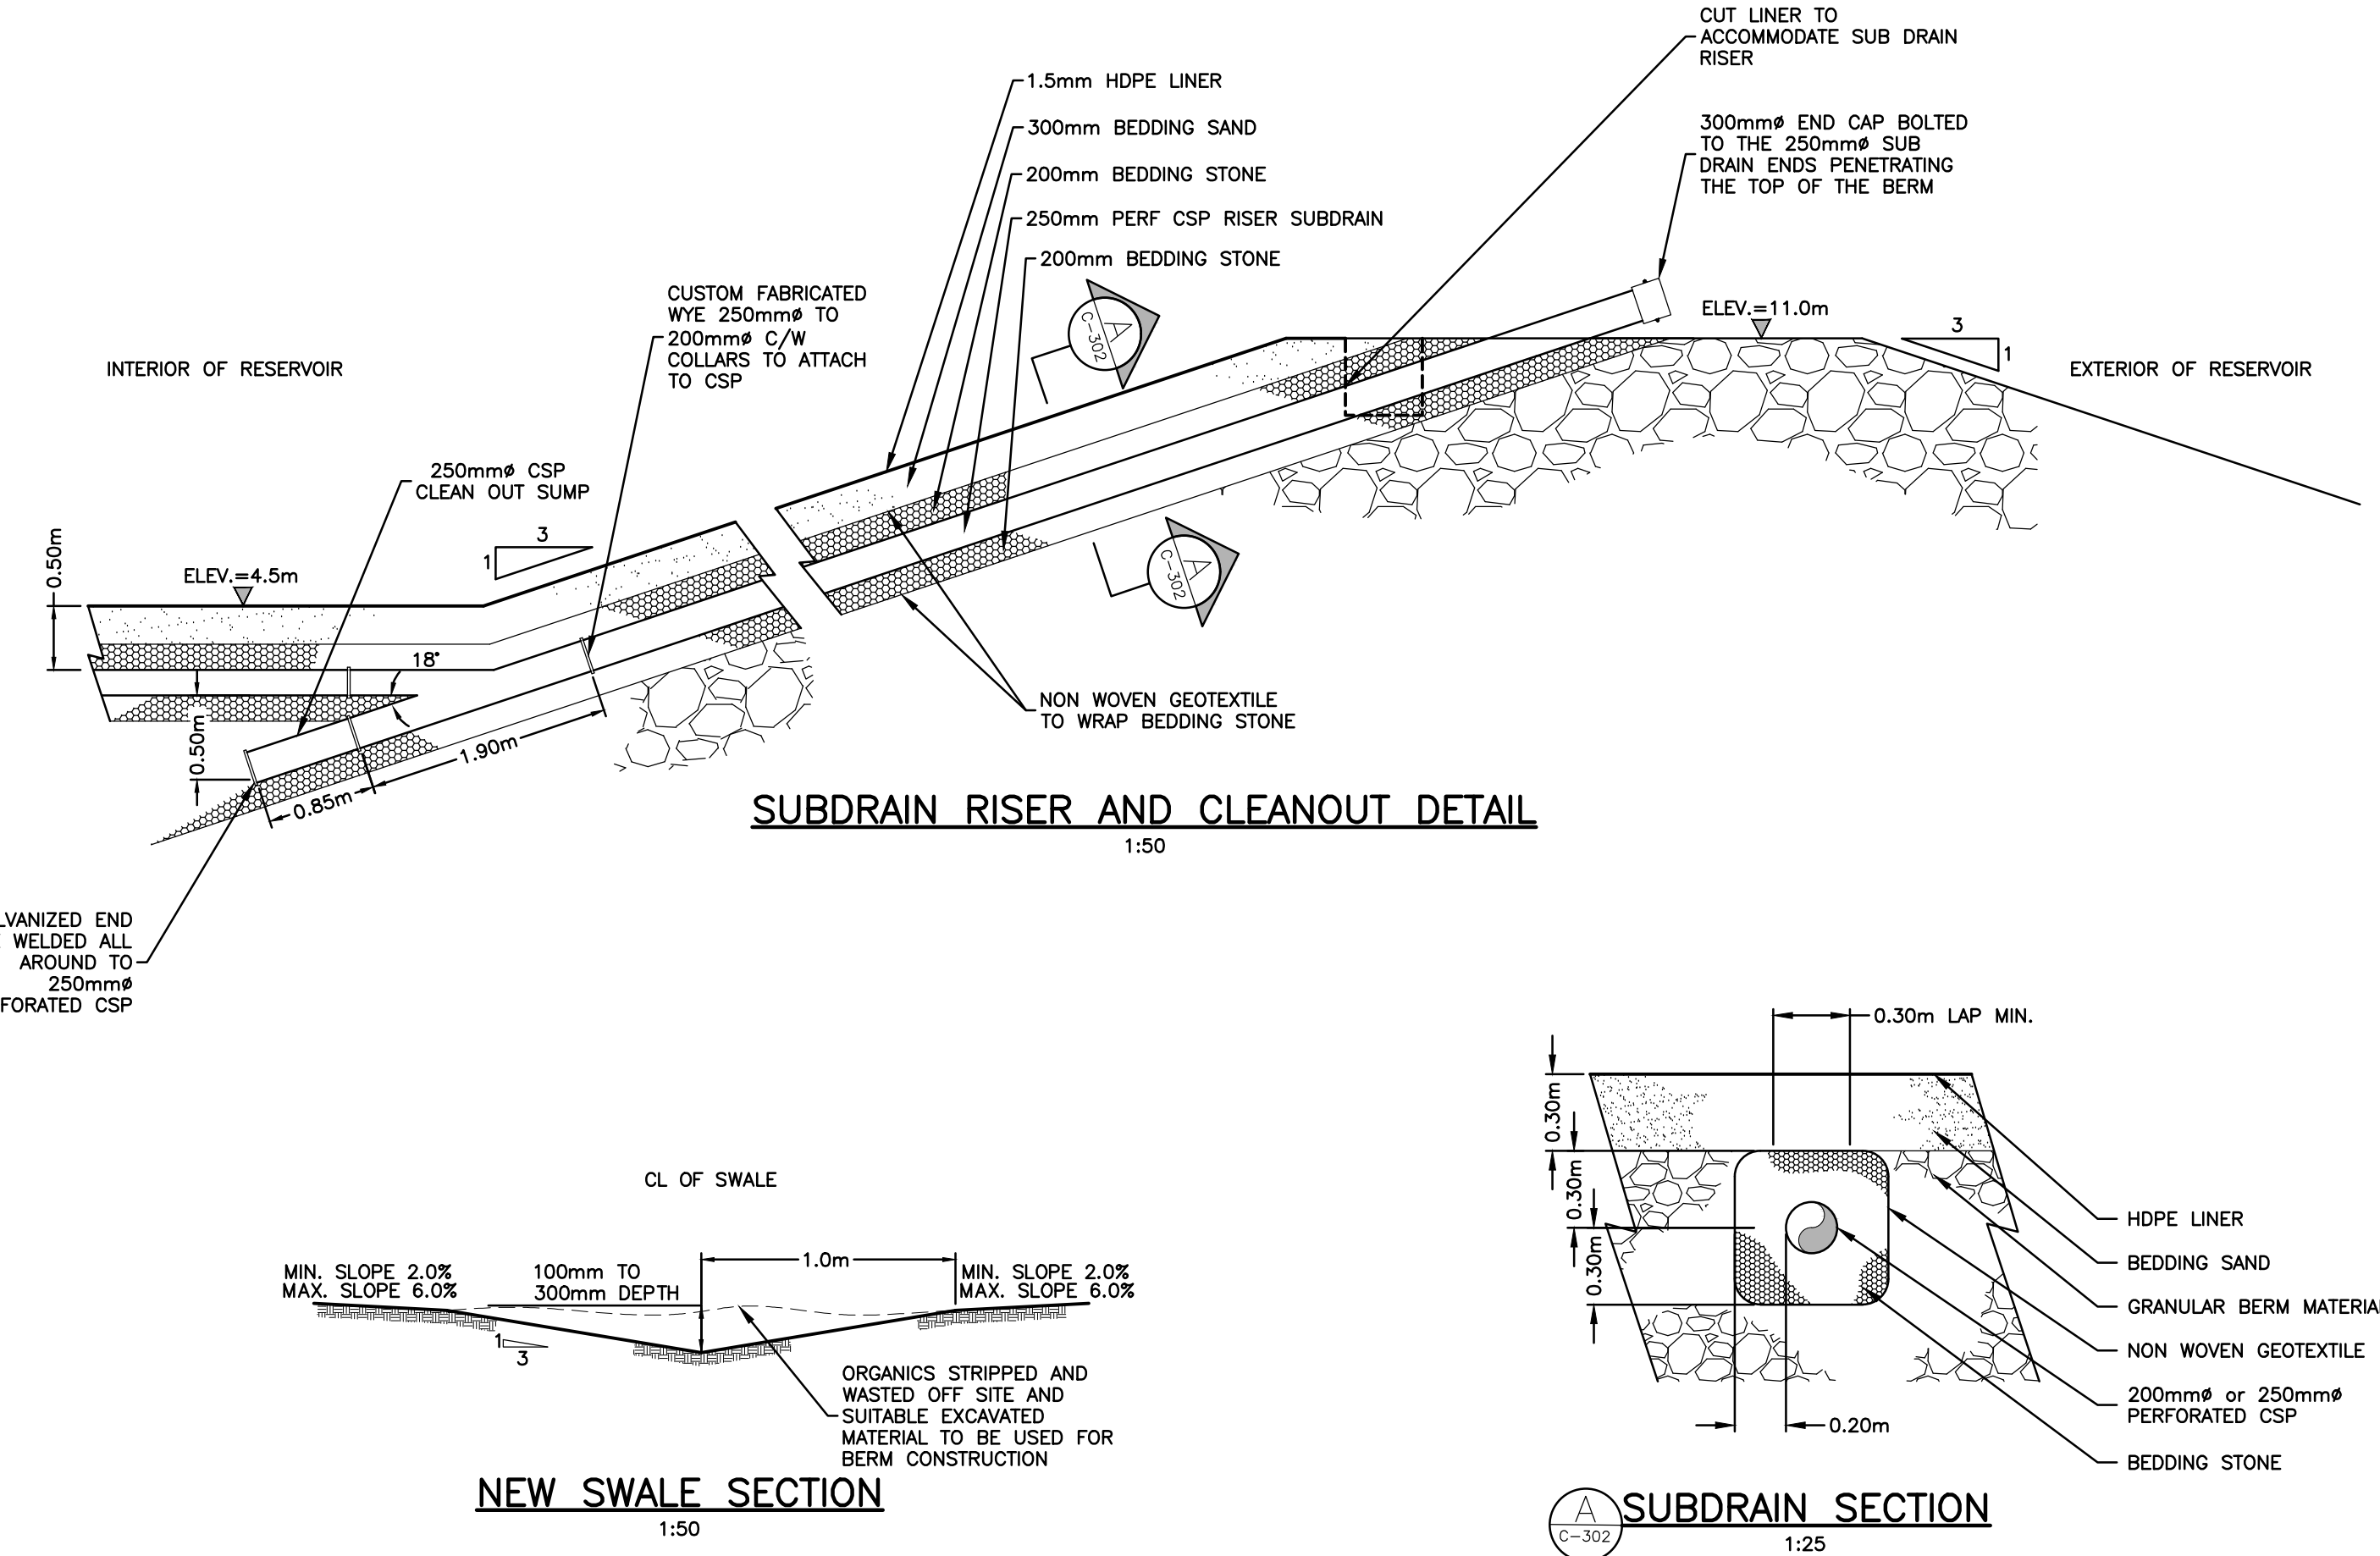 CUT LINER TO
ACCOMMODATE SUB DRAIN
RISER
1.5mm HDPE LINER
300mm BEDDING SAND
200mm BEDDING STONE
250mm PERF CSP RISER SUBDRAIN
200mm BEDDING STONE
300mmø END CAP BOLTED
TO THE 250mmø SUB
DRAIN ENDS PENETRATING
THE TOP OF THE BERM
CUSTOM FABRICATED
WYE 250mmø TO
200mmø C/W
COLLARS TO ATTACH
TO CSP
A
C-302
ELEV.=11.0m
3
1
INTERIOR OF RESERVOIR
EXTERIOR OF RESERVOIR
250mmø CSP
CLEAN OUT SUMP
3
1
0.50m
ELEV.=4.5m
A
C-302
18°
0.50m
1.90m
0.85m
NON WOVEN GEOTEXTILE
TO WRAP BEDDING STONE
SUBDRAIN RISER AND CLEANOUT DETAIL
1:50
LVANIZED END
WELDED ALL
AROUND TO
250mmø
FORATED CSP
CL OF SWALE
MIN. SLOPE 2.0%
MAX. SLOPE 6.0%
100mm TO
300mm DEPTH
1.0m
MIN. SLOPE 2.0%
MAX. SLOPE 6.0%
1
3
ORGANICS STRIPPED AND
WASTED OFF SITE AND
SUITABLE EXCAVATED
MATERIAL TO BE USED FOR
BERM CONSTRUCTION
NEW SWALE SECTION
1:50
0.30m LAP MIN.
0.30m
0.30m
0.30m
0.20m
HDPE LINER
BEDDING SAND
GRANULAR BERM MATERIAL
NON WOVEN GEOTEXTILE
200mmø or 250mmø
PERFORATED CSP
BEDDING STONE
A
C-302
SUBDRAIN SECTION
1:25